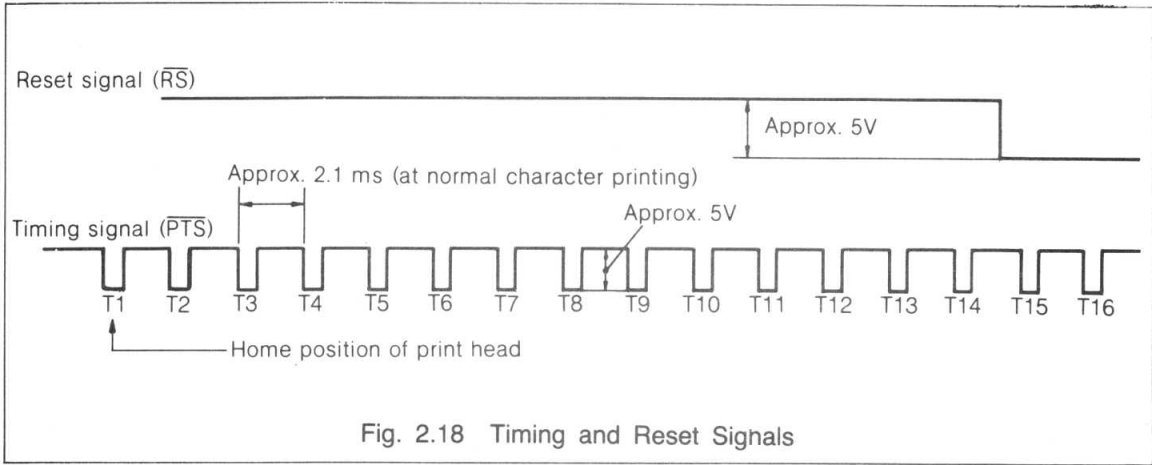 Reset signal (RS)
Approx. 5V
Approx. 2.1 ms (at normal character printing)
Approx. 5V
Timing signal (PTS)
T1 T2 T3 T4 T5 T6 T7 T8 T9 T10 T11 T12 T13 T14 T15 T16
Home position of print head
Fig. 2.18 Timing and Reset Signals